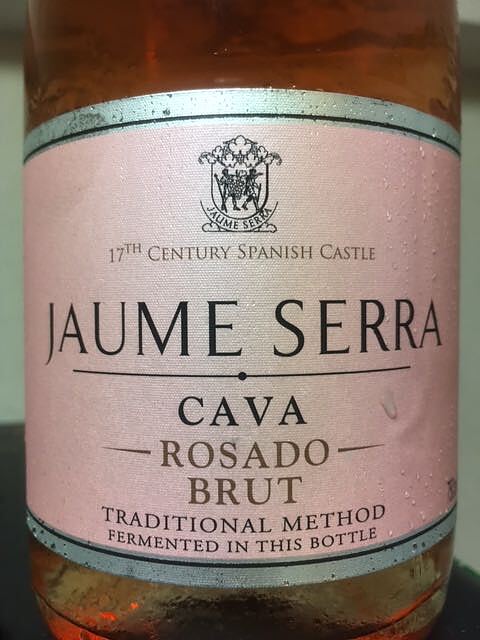 JAUME SERRA
17TH CENTURY SPANISH CASTLE
JAUME SERRA
CAVA
ROSADO
BRUT
TRADITIONAL METHOD
FERMENTED IN THIS BOTTLE